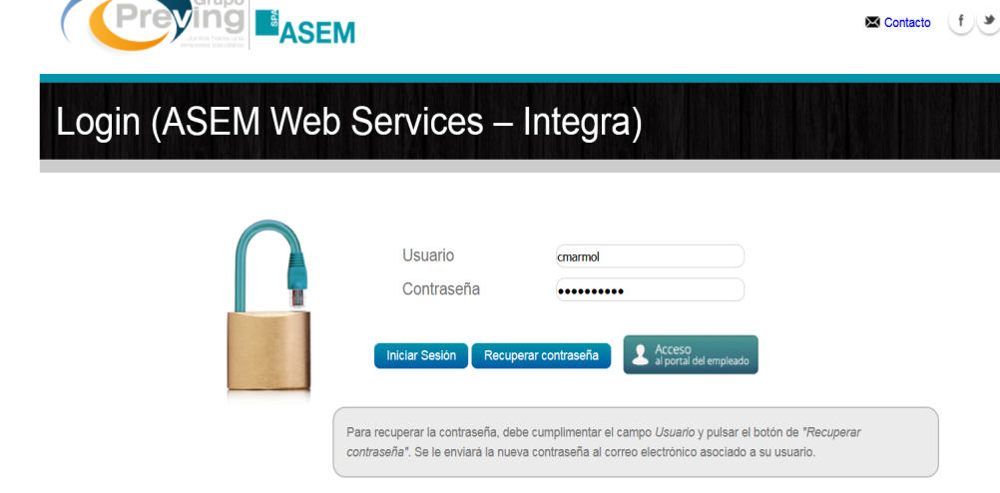 Grupo
Preving
Juntos hacia una
empresa saludable
SPA
ASEM
Contacto
f
Login (ASEM Web Services – Integra)
Usuario
cmarmol
Contraseña
••••••••••
Iniciar Sesión
Recuperar contraseña
Acceso
al portal del empleado
Para recuperar la contraseña, debe cumplimentar el campo Usuario y pulsar el botón de "Recuperar
contraseña". Se le enviará la nueva contraseña al correo electrónico asociado a su usuario.